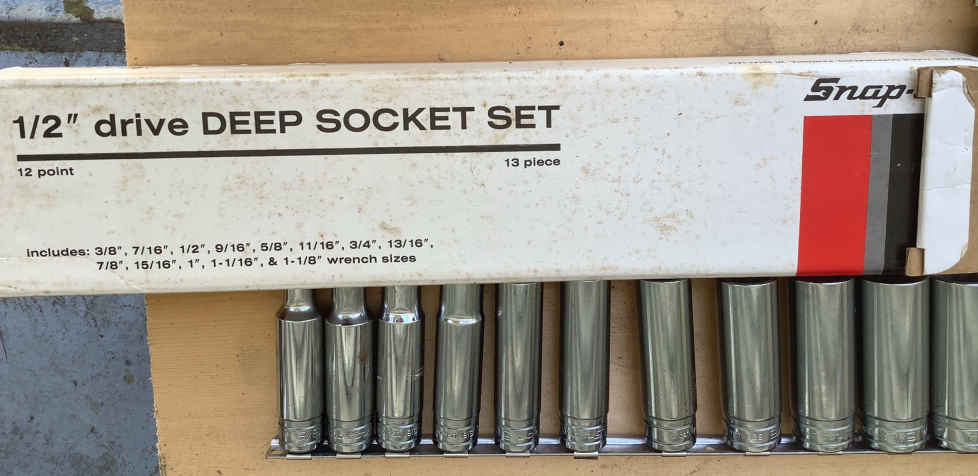 Snap-
1/2" drive DEEP SOCKET SET
12 point
13 piece
includes: 3/8", 7/16", 1/2", 9/16", 5/8", 11/16", 3/4", 13/16",
7/8", 15/16", 1", 1-1/16", & 1-1/8" wrench sizes